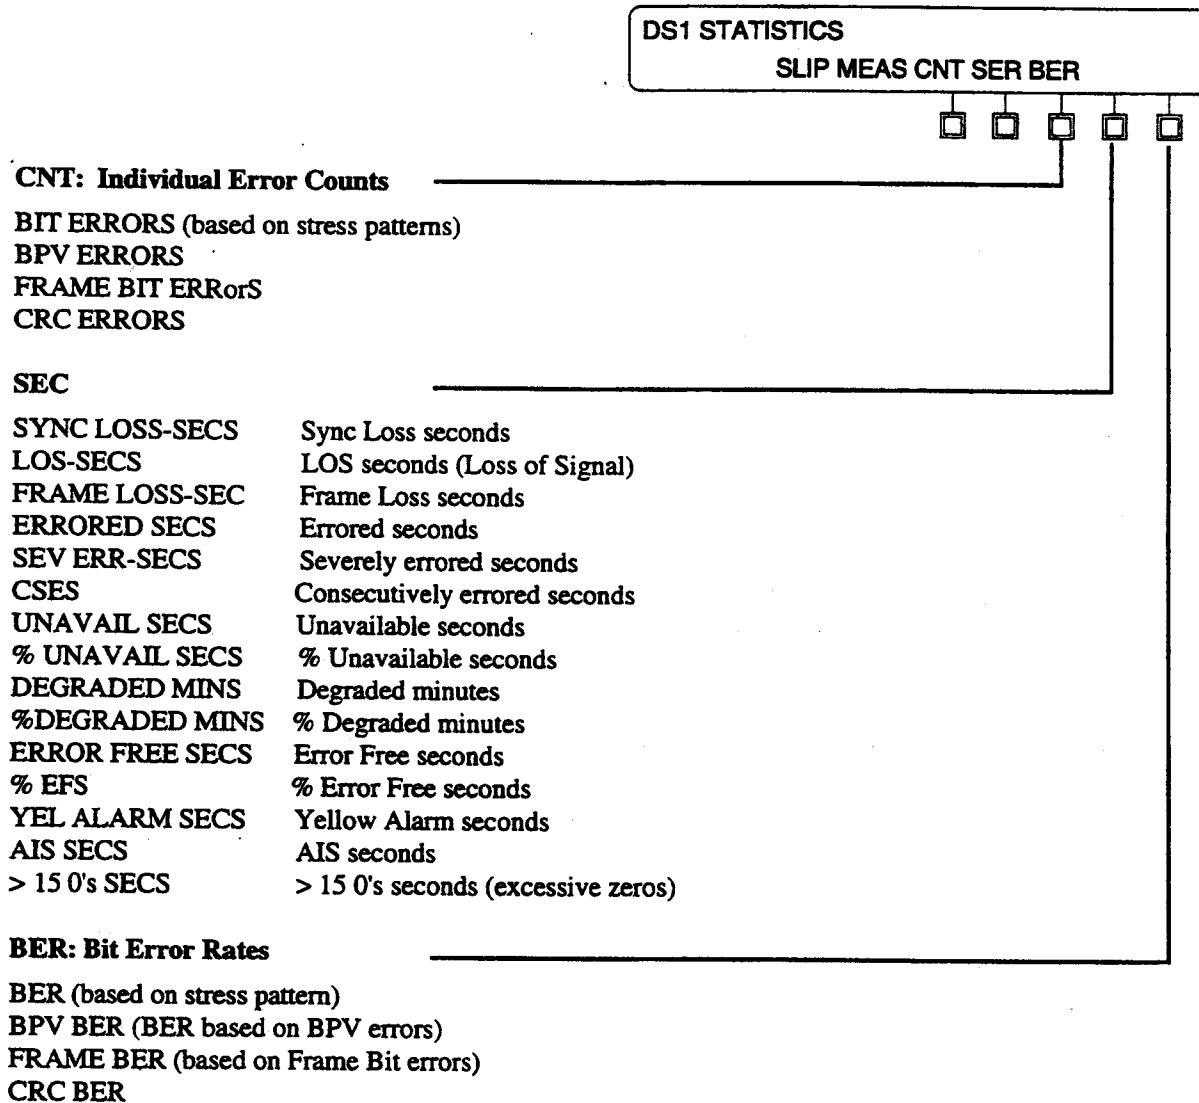 DS1 STATISTICS
SLIP MEAS CNT SER BER
CNT: Individual Error Counts
BIT ERRORS (based on stress patterns)
BPV ERRORS
FRAME BIT ERRorS
CRC ERRORS
SEC
SYNC LOSS-SECS Sync Loss seconds
LOS-SECS LOS seconds (Loss of Signal)
FRAME LOSS-SEC Frame Loss seconds
ERRORED SECS Errored seconds
SEV ERR-SECS Severely errored seconds
CSES Consecutively errored seconds
UNAVAIL SECS Unavailable seconds
% UNAVAIL SECS % Unavailable seconds
DEGRADED MINS Degraded minutes
%DEGRADED MINS % Degraded minutes
ERROR FREE SECS Error Free seconds
% EFS % Error Free seconds
YEL ALARM SECS Yellow Alarm seconds
AIS SECS AIS seconds
> 15 0's SECS > 15 0's seconds (excessive zeros)
BER: Bit Error Rates
BER (based on stress pattern)
BPV BER (BER based on BPV errors)
FRAME BER (based on Frame Bit errors)
CRC BER